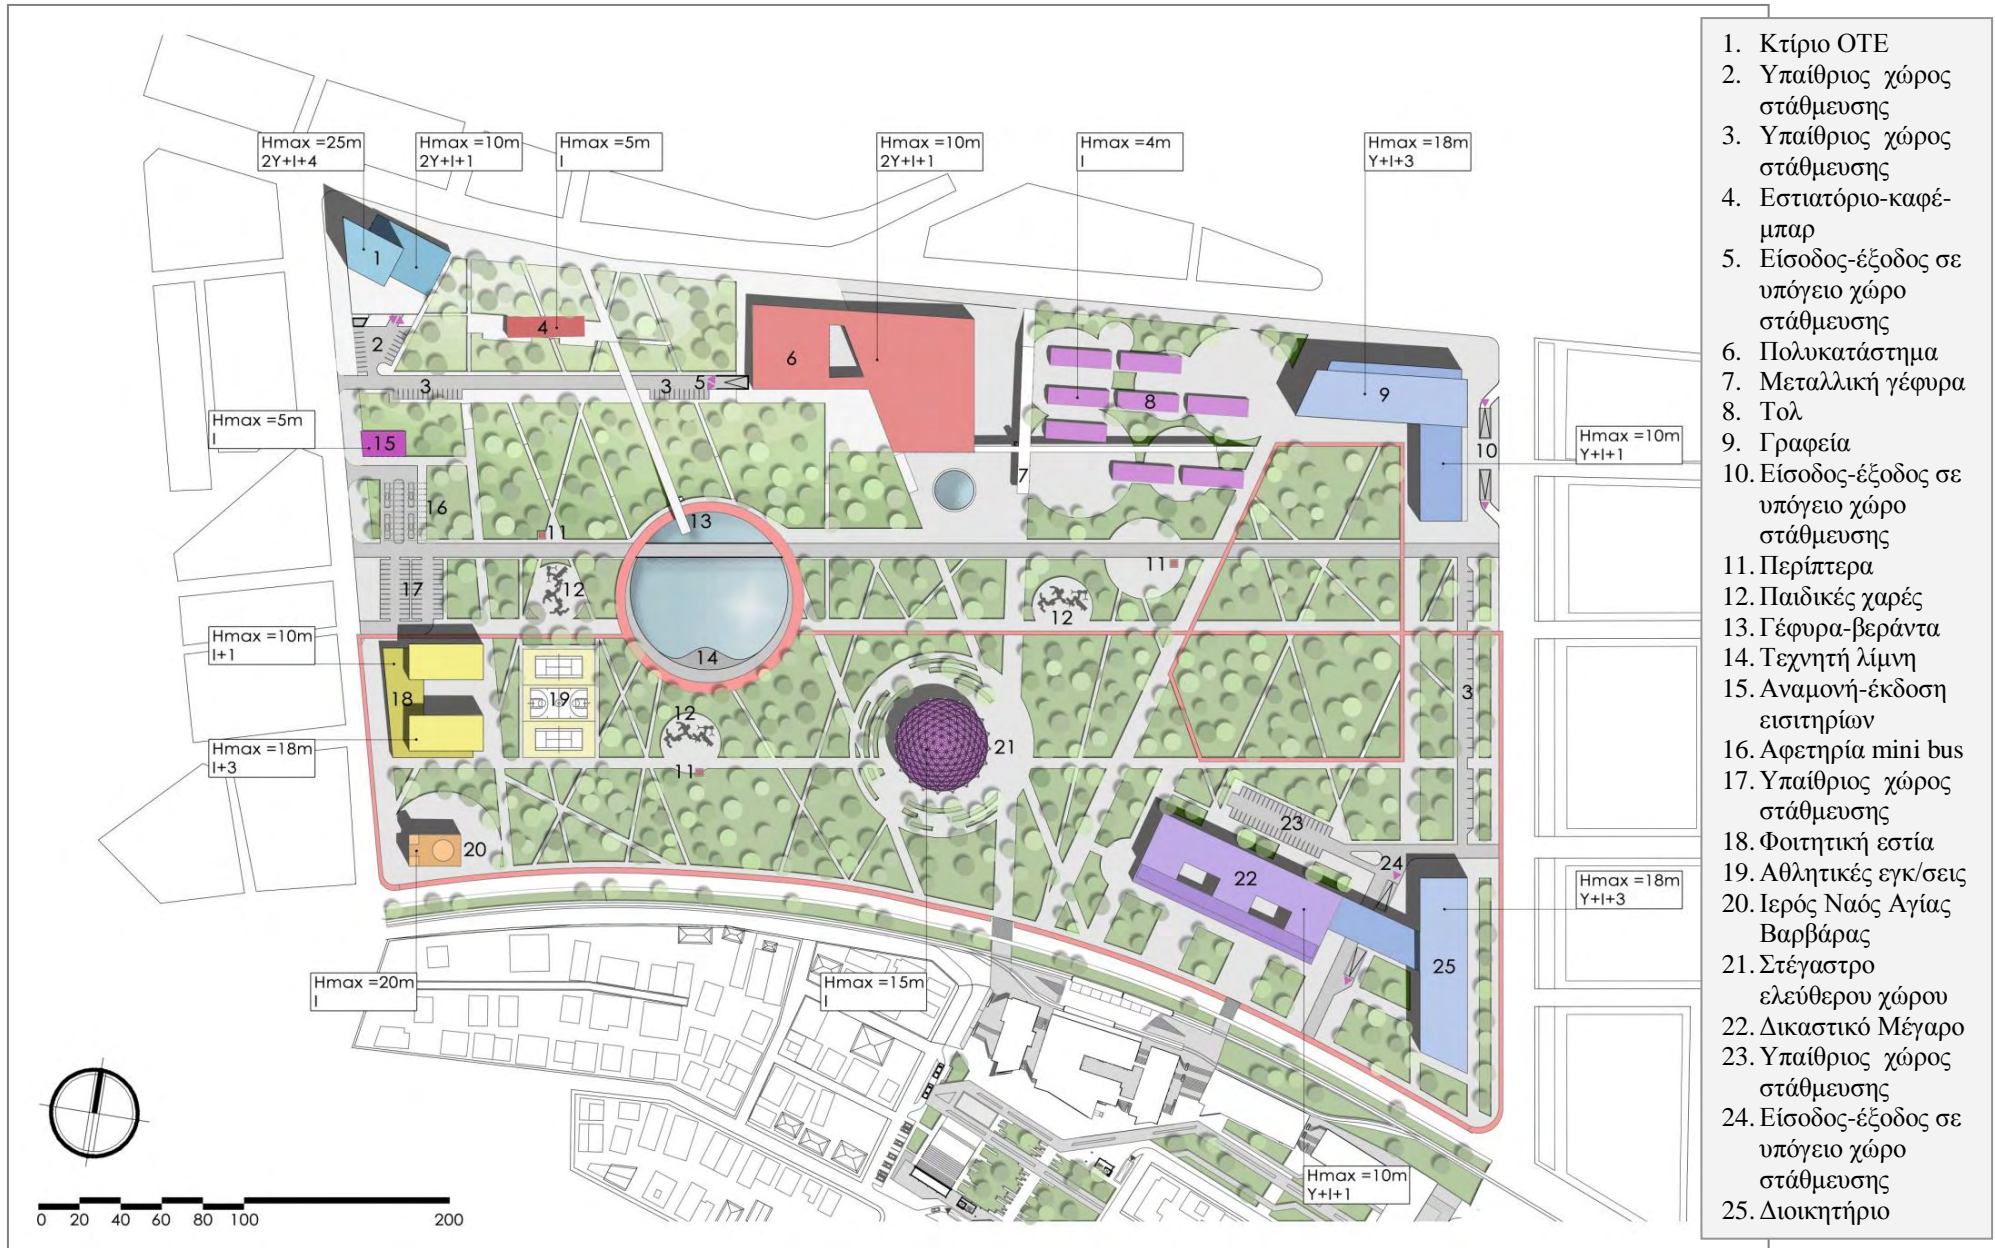 Hmax =25m
2Y+I+4
Hmax =10m
2Y+I+1
Hmax =5m
I
Hmax =10m
2Y+I+1
Hmax =4m
I
Hmax =18m
Y+I+3
1
2
3
3
4
5
6
7
8
9
10
Hmax =5m
I
15
16
11
13
Hmax =10m
Y+I+1
17
12
14
12
11
Hmax =10m
I+1
18
19
12
11
21
3
Hmax =18m
I+3
20
23
24
22
25
Hmax =18m
Y+I+3
Hmax =20m
I
Hmax =15m
I
Hmax =10m
Y+I+1
0 20 40 60 80 100 200
1. Κτίριο ΟΤΕ
2. Υπαίθριος χώρος
στάθμευσης
3. Υπαίθριος χώρος
στάθμευσης
4. Εστιατόριο-καφέ-
μπαρ
5. Είσοδος-έξοδος σε
υπόγειο χώρο
στάθμευσης
6. Πολυκατάστημα
7. Μεταλλική γέφυρα
8. Τολ
9. Γραφεία
10. Είσοδος-έξοδος σε
υπόγειο χώρο
στάθμευσης
11. Περίπτερα
12. Παιδικές χαρές
13. Γέφυρα-βεράντα
14. Τεχνητή λίμνη
15. Αναμονή-έκδοση
εισιτηρίων
16. Αφετηρία mini bus
17. Υπαίθριος χώρος
στάθμευσης
18. Φοιτητική εστία
19. Αθλητικές εγκ/σεις
20. Ιερός Ναός Αγίας
Βαρβάρας
21. Στέγαστρο
ελεύθερου χώρου
22. Δικαστικό Μέγαρο
23. Υπαίθριος χώρος
στάθμευσης
24. Είσοδος-έξοδος σε
υπόγειο χώρο
στάθμευσης
25. Διοικητήριο